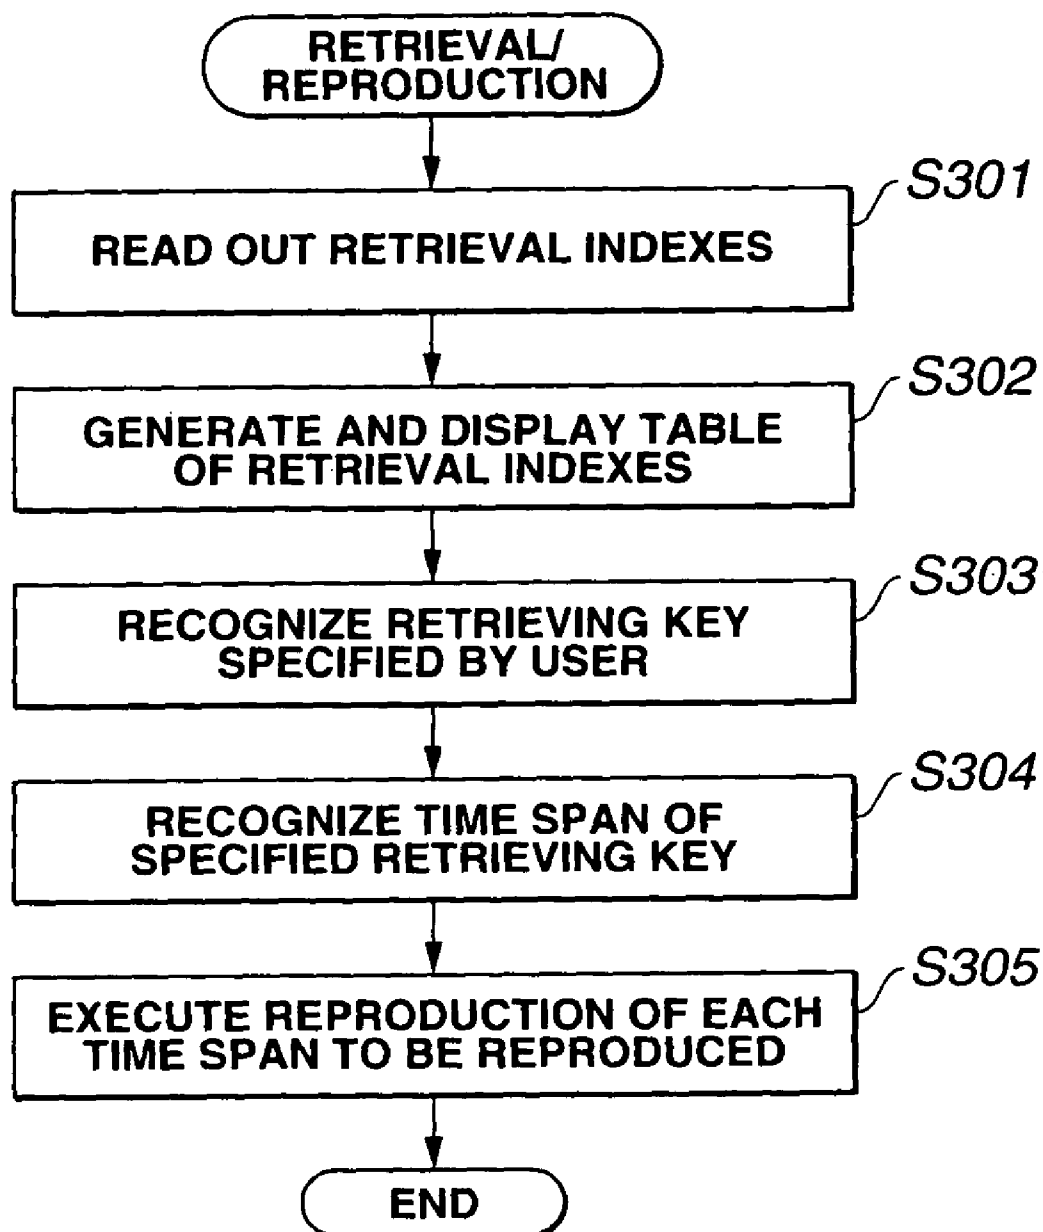 RETRIEVAL/
REPRODUCTION
S301
READ OUT RETRIEVAL INDEXES
S302
GENERATE AND DISPLAY TABLE
OF RETRIEVAL INDEXES
S303
RECOGNIZE RETRIEVING KEY
SPECIFIED BY USER
S304
RECOGNIZE TIME SPAN OF
SPECIFIED RETRIEVING KEY
S305
EXECUTE REPRODUCTION OF EACH
TIME SPAN TO BE REPRODUCED
END